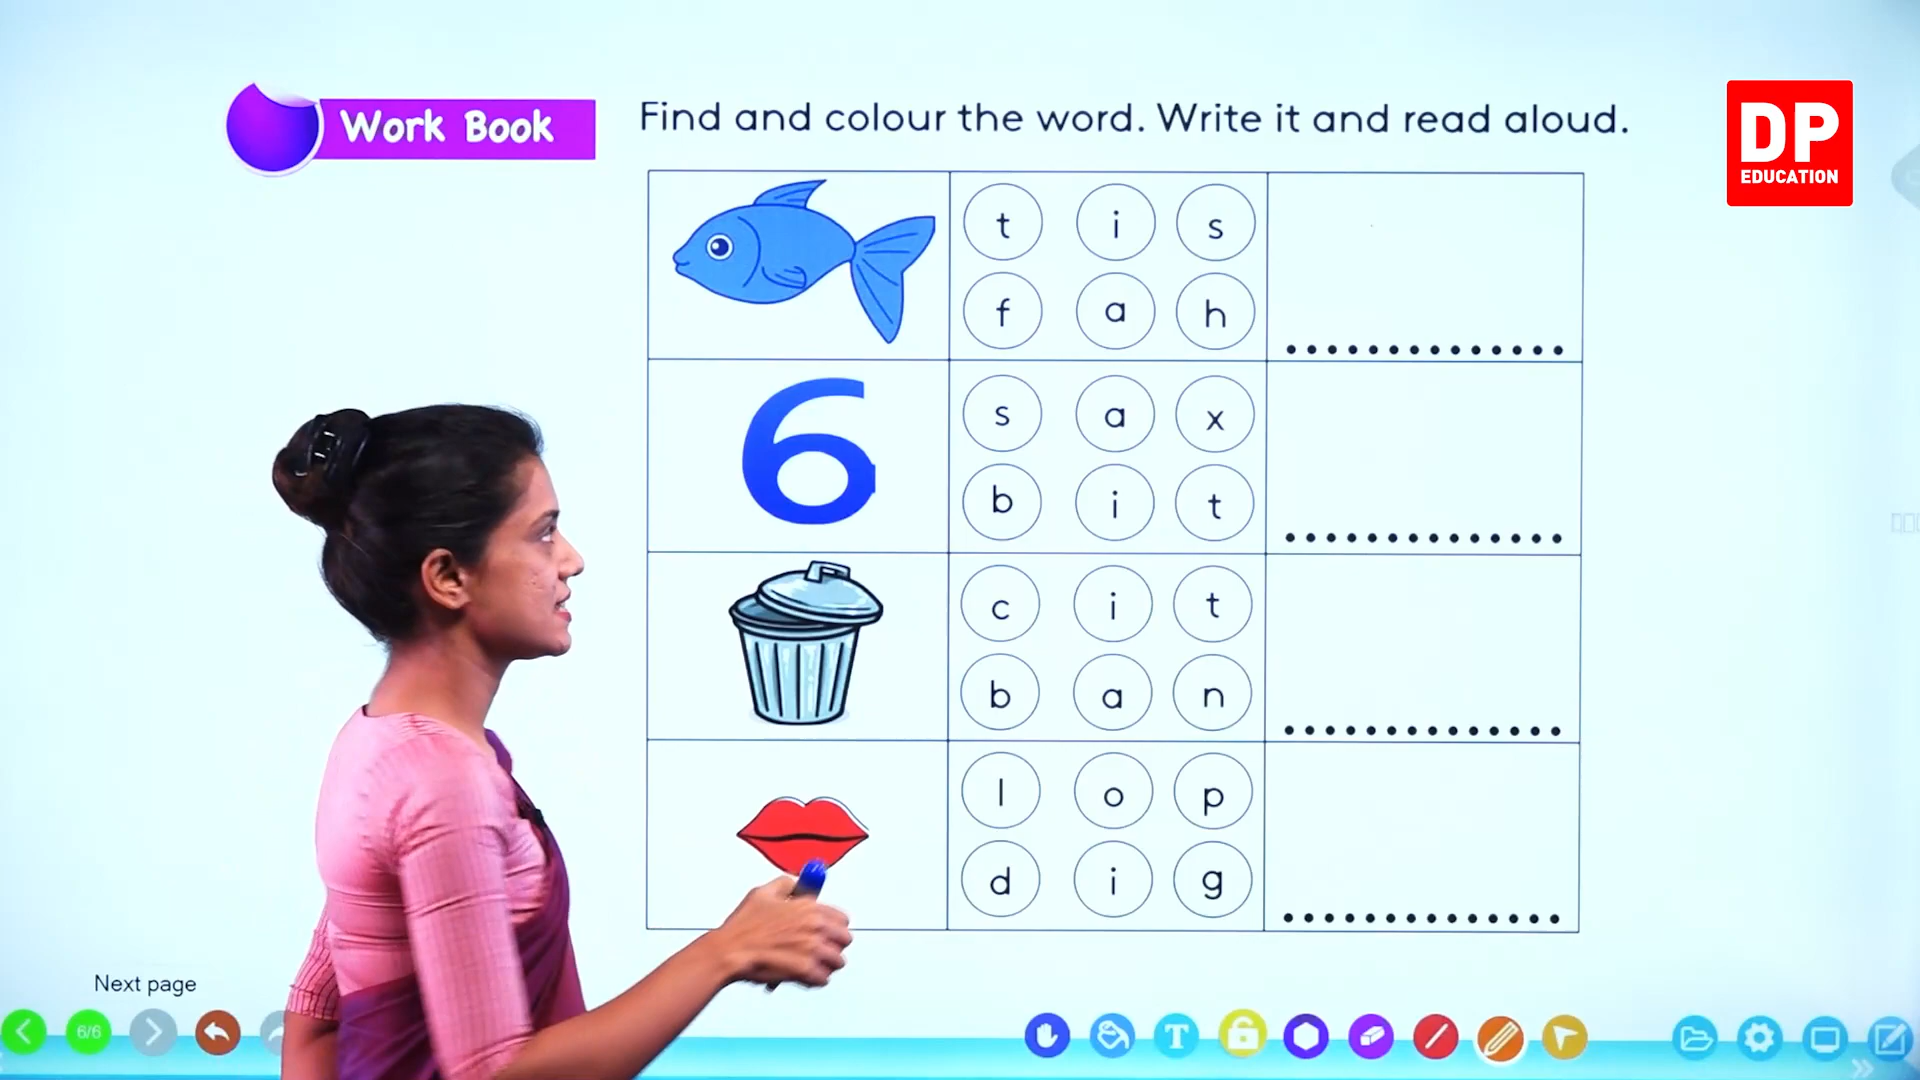 Work Book
Find and colour the word. Write it and read aloud.
DP
EDUCATION
t i s
f a h
6
s a x
b i t
c i t
b a n
l o p
d i g
Next page
6/6
T